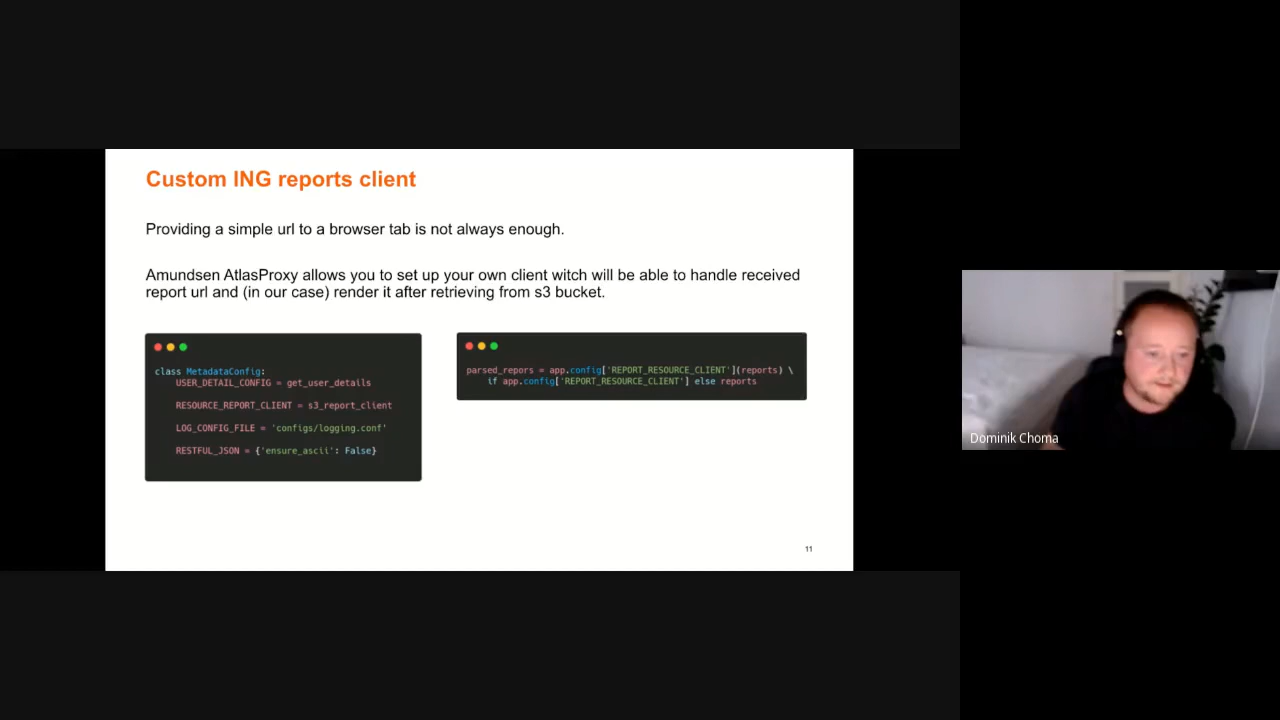 Custom ING reports client
Providing a simple url to a browser tab is not always enough.
Amundsen AtlasProxy allows you to set up your own client witch will be able to handle received
report url and (in our case) render it after retrieving from s3 bucket.
class MetadataConfig:
USER_DETAIL_CONFIG = get_user_details
RESOURCE_REPORT_CLIENT = s3_report_client
LOG_CONFIG_FILE = 'configs/logging.conf'
RESTFUL_JSON = {'ensure_ascii': False}
parsed_repors = app.config['REPORT_RESOURCE_CLIENT'](reports) \
if app.config['REPORT_RESOURCE_CLIENT'] else reports
11
Dominik Choma